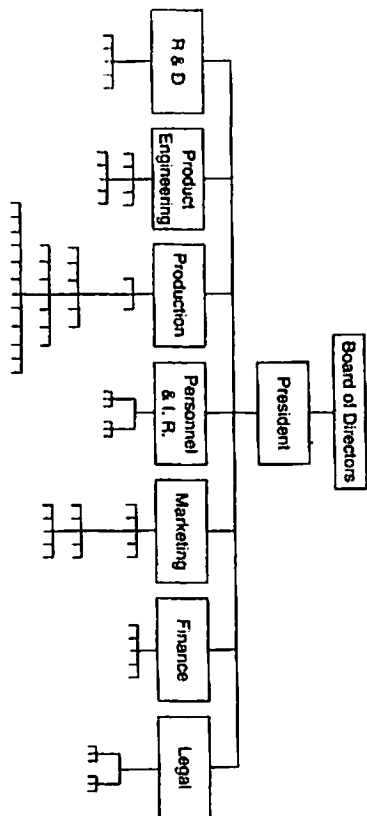 Board of Directors
President
R & D
Product
Engineering
Production
Personnel
& I. R.
Marketing
Finance
Legal